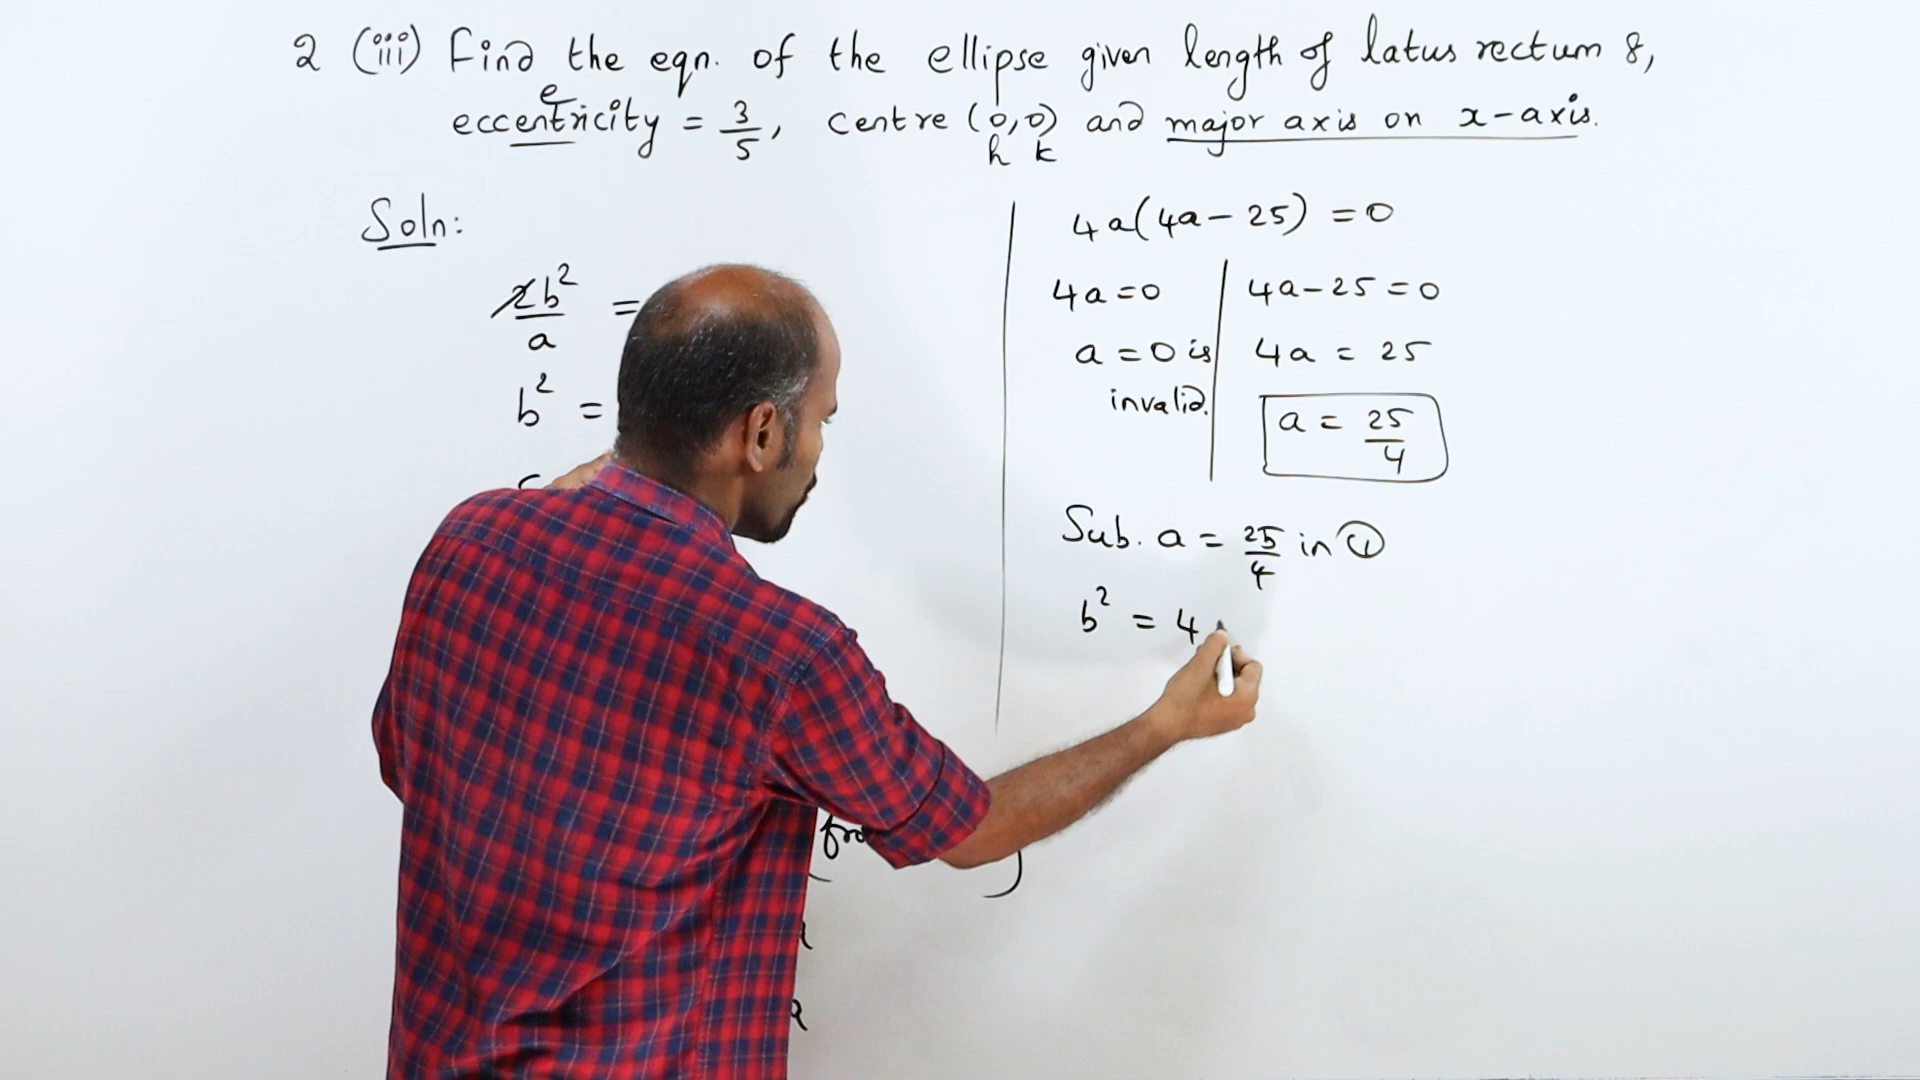 2 (iii) Find the eqn. of the ellipse given length of latus rectum 8,
e
eccentricity = 3/5, centre (0,0) and major axis on x-axis.
h k
Soln:
2b²/a =
b² =
4a(4a - 25) = 0
4a = 0
a = 0 is
invalid.
4a - 25 = 0
4a = 25
a = 25/4
Sub. a = 25/4 in ①
b² = 4